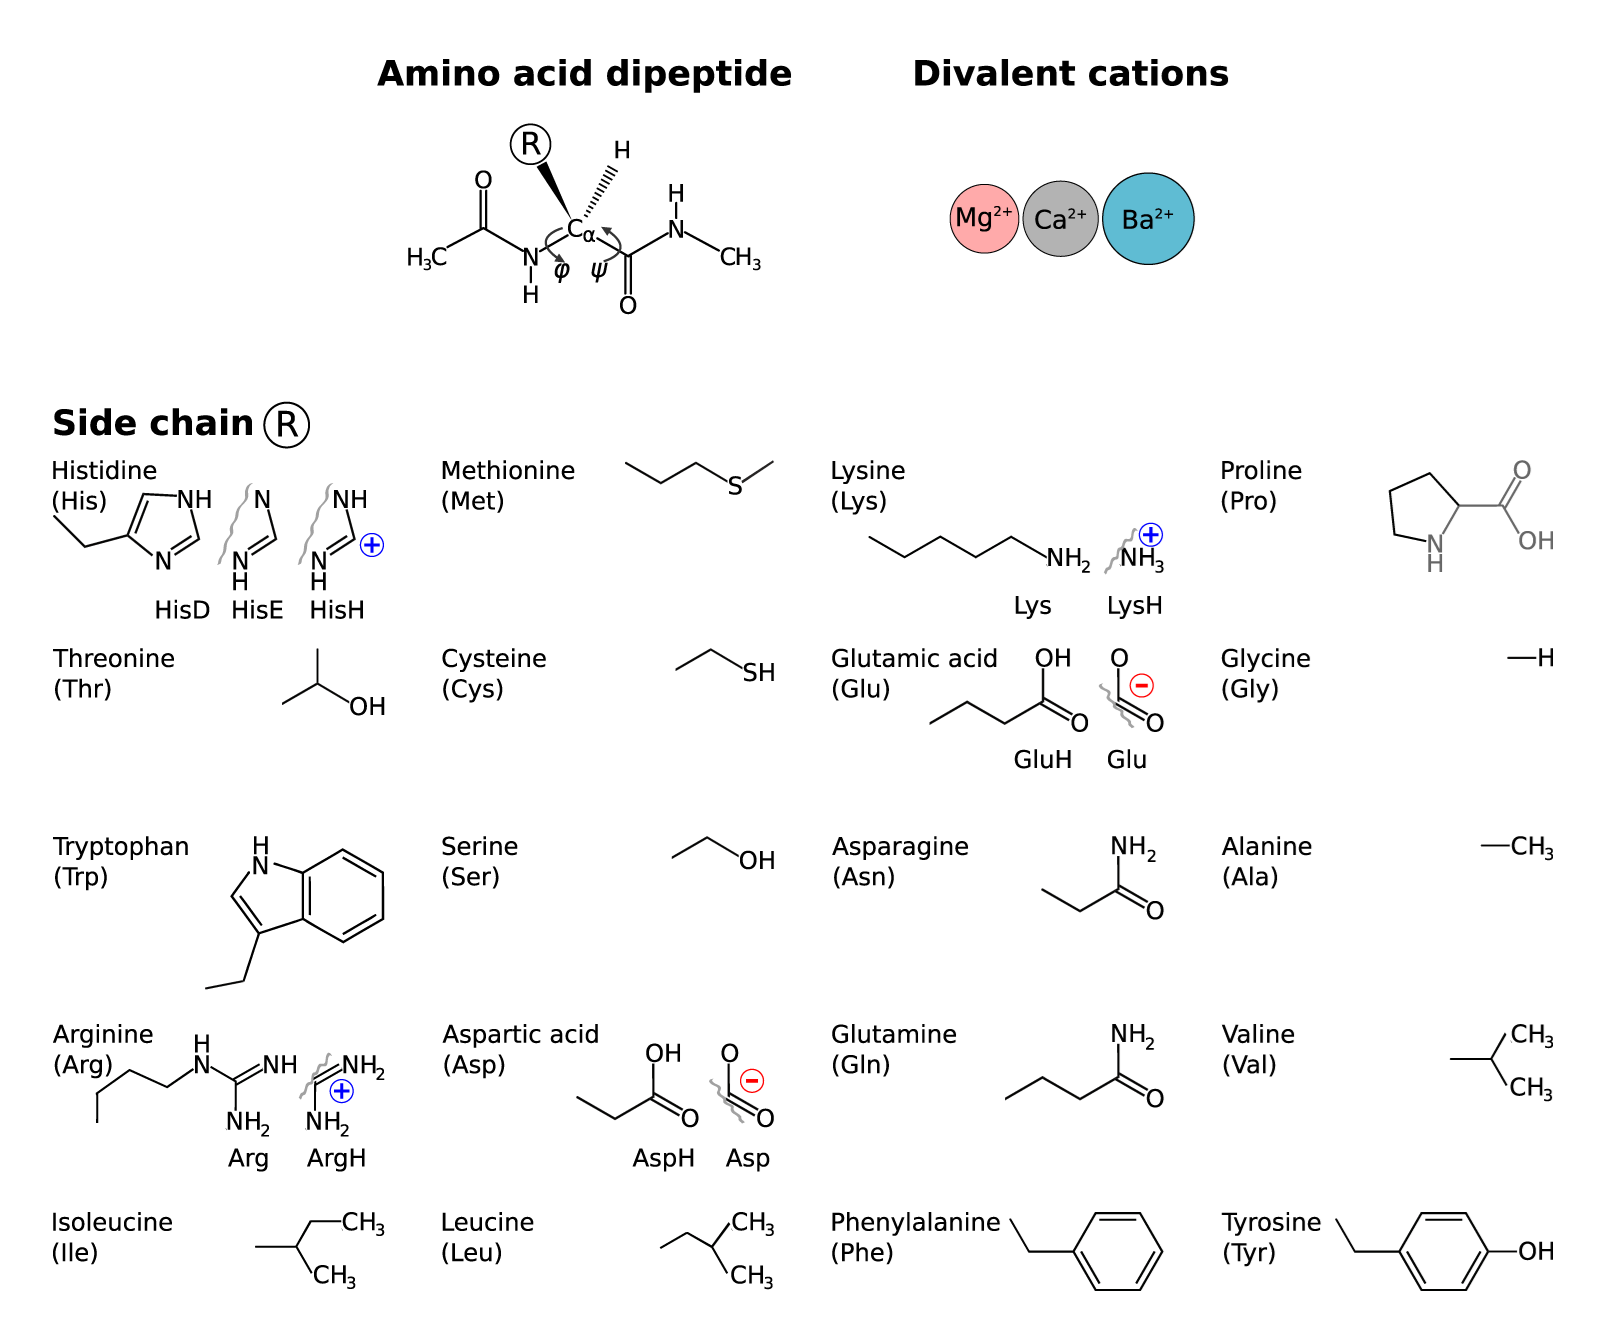 Amino acid dipeptide
Divalent cations
R
H
O
H
H₃C
Cα
N
N
CH₃
φ
ψ
H
O
Mg²⁺
Ca²⁺
Ba²⁺
Side chain R
Histidine
(His)
NH
N
N
N
H
NH
N
H
+
HisD
HisE
HisH
Methionine
(Met)
S
Lysine
(Lys)
NH₂
+
NH₃
Lys
LysH
Proline
(Pro)
O
OH
N
H
Threonine
(Thr)
OH
Cysteine
(Cys)
SH
Glutamic acid
(Glu)
OH
O
O
−
O
GluH
Glu
Glycine
(Gly)
H
Tryptophan
(Trp)
H
N
Serine
(Ser)
OH
Asparagine
(Asn)
NH₂
O
Alanine
(Ala)
CH₃
Arginine
(Arg)
H
N
NH
NH₂
NH₂
+
NH₂
Arg
ArgH
Aspartic acid
(Asp)
OH
O
O
−
O
AspH
Asp
Glutamine
(Gln)
NH₂
O
Valine
(Val)
CH₃
CH₃
Isoleucine
(Ile)
CH₃
CH₃
Leucine
(Leu)
CH₃
CH₃
Phenylalanine
(Phe)
Tyrosine
(Tyr)
OH